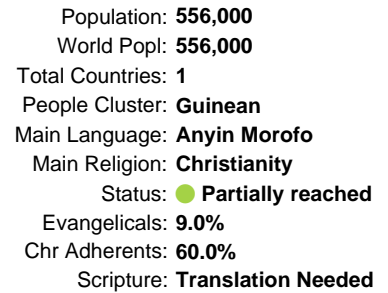 Population: 556,000
World Popl: 556,000
Total Countries: 1
People Cluster: Guinean
Main Language: Anyin Morofo
Main Religion: Christianity
Status: Partially reached
Evangelicals: 9.0%
Chr Adherents: 60.0%
Scripture: Translation Needed